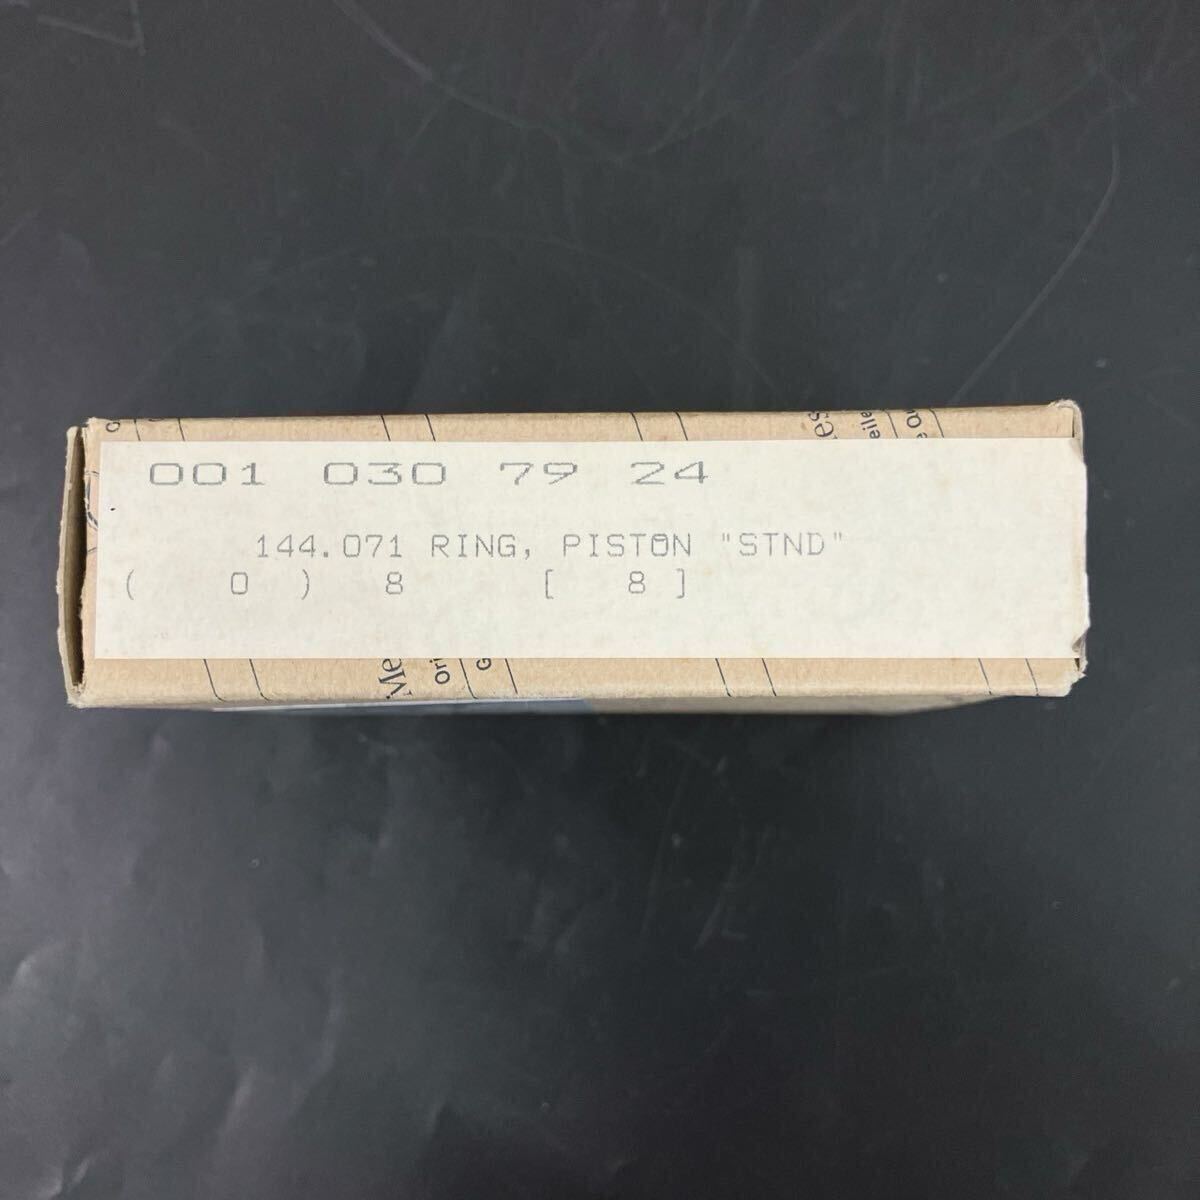 001 030 79 24
144.071 RING, PISTON "STND"
( 0 ) 8 [ 8 ]